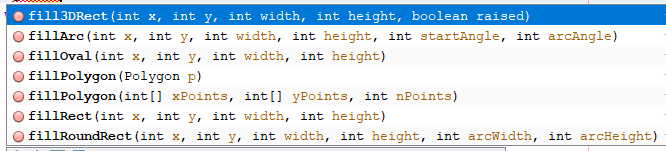 fill3DRect(int x, int y, int width, int height, boolean raised)
fillArc(int x, int y, int width, int height, int startAngle, int arcAngle)
fillOval(int x, int y, int width, int height)
fillPolygon(Polygon p)
fillPolygon(int[] xPoints, int[] yPoints, int nPoints)
fillRect(int x, int y, int width, int height)
fillRoundRect(int x, int y, int width, int height, int arcWidth, int arcHeight)